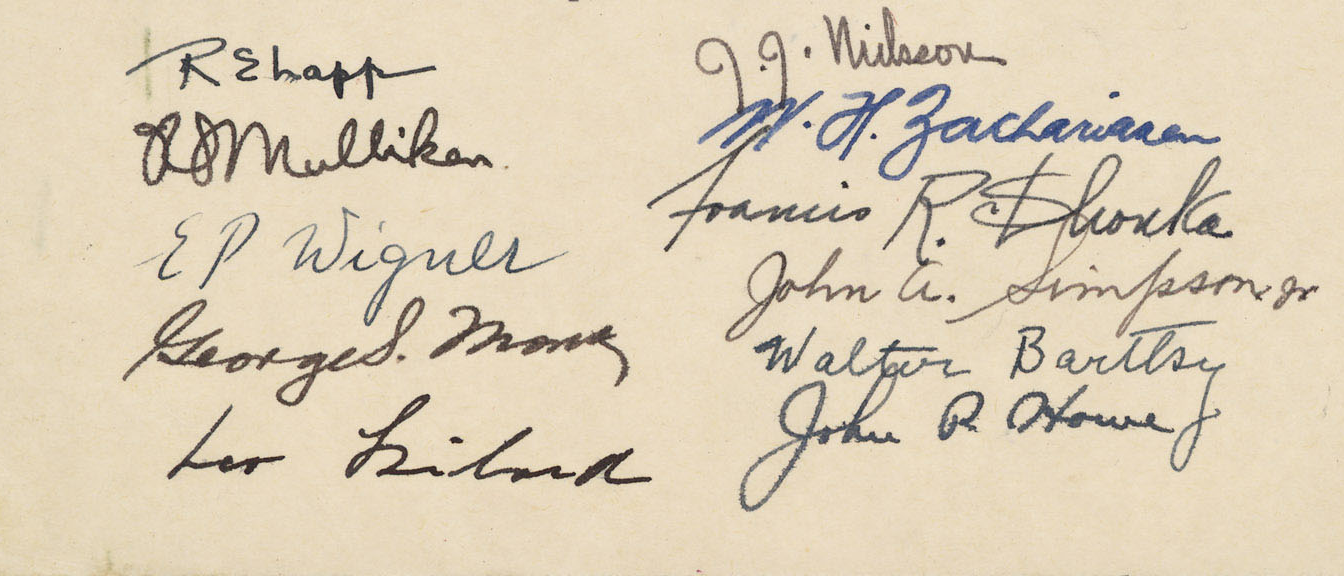 R E Lapp
R S Mulliken
E P Wigner
George S. Monk
Leo Szilard
J. J. Nickson
W. H. Zachariasen
Francis R. Shonka
John A. Simpson Jr
Walter Bartky
John P. Howe